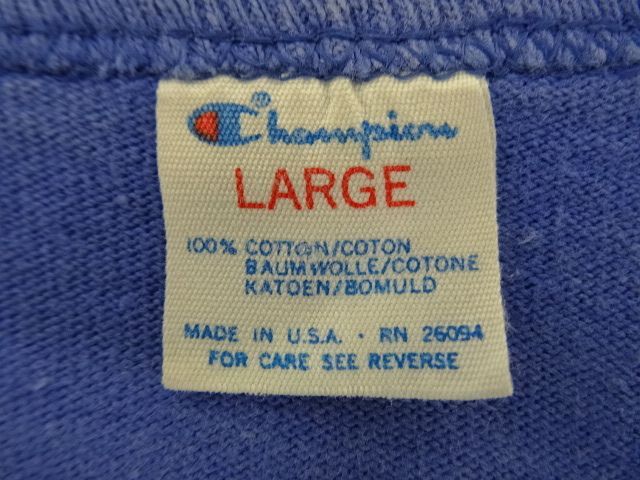 Champion®
LARGE
100% COTTON/COTON
BAUMWOLLE/COTONE
KATOEN/BOMULD
MADE IN U.S.A. · RN 26094
FOR CARE SEE REVERSE